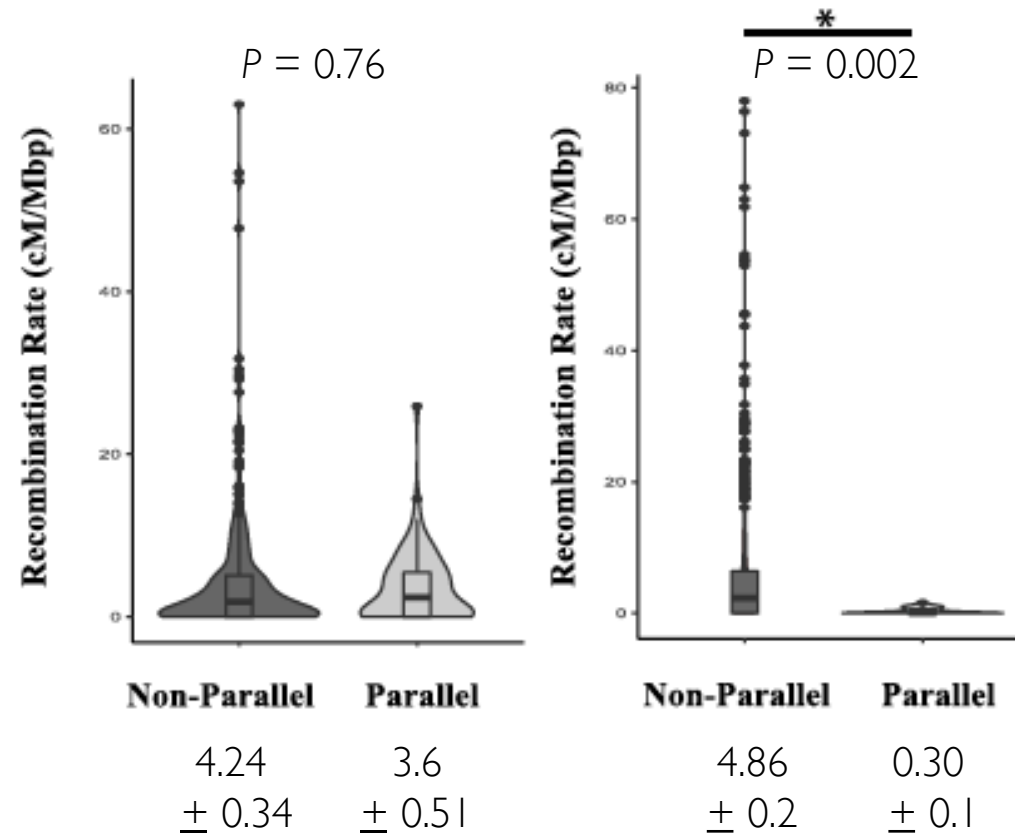 *
P = 0.76
P = 0.002
Recombination Rate (cM/Mbp)
60
40
20
0
Recombination Rate (cM/Mbp)
80
60
40
20
0
Non-Parallel Parallel
Non-Parallel Parallel
4.24 3.6
± 0.34 ± 0.51
4.86 0.30
± 0.2 ± 0.1